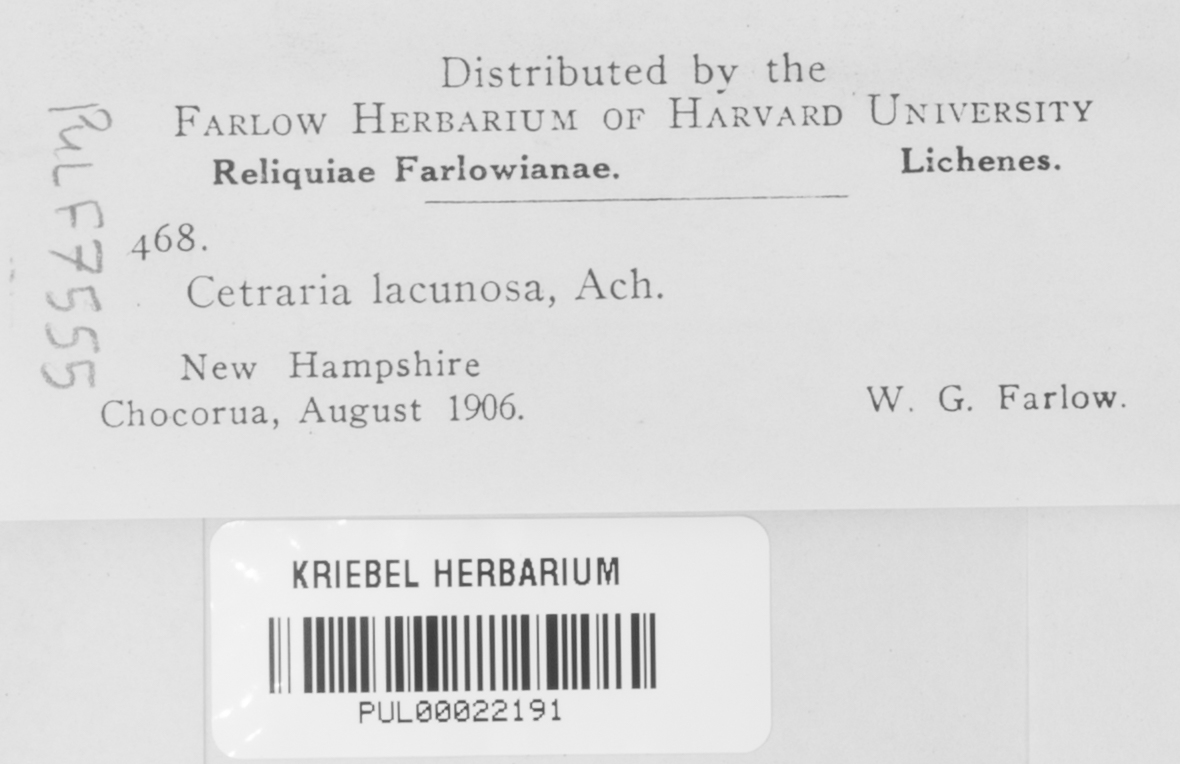 Distributed by the
FARLOW HERBARIUM OF HARVARD UNIVERSITY
Reliquiae Farlowianae. Lichenes.
468.
Cetraria lacunosa, Ach.
New Hampshire
Chocorua, August 1906.
W. G. Farlow.
PUL F7555
KRIEBEL HERBARIUM
PUL00022191